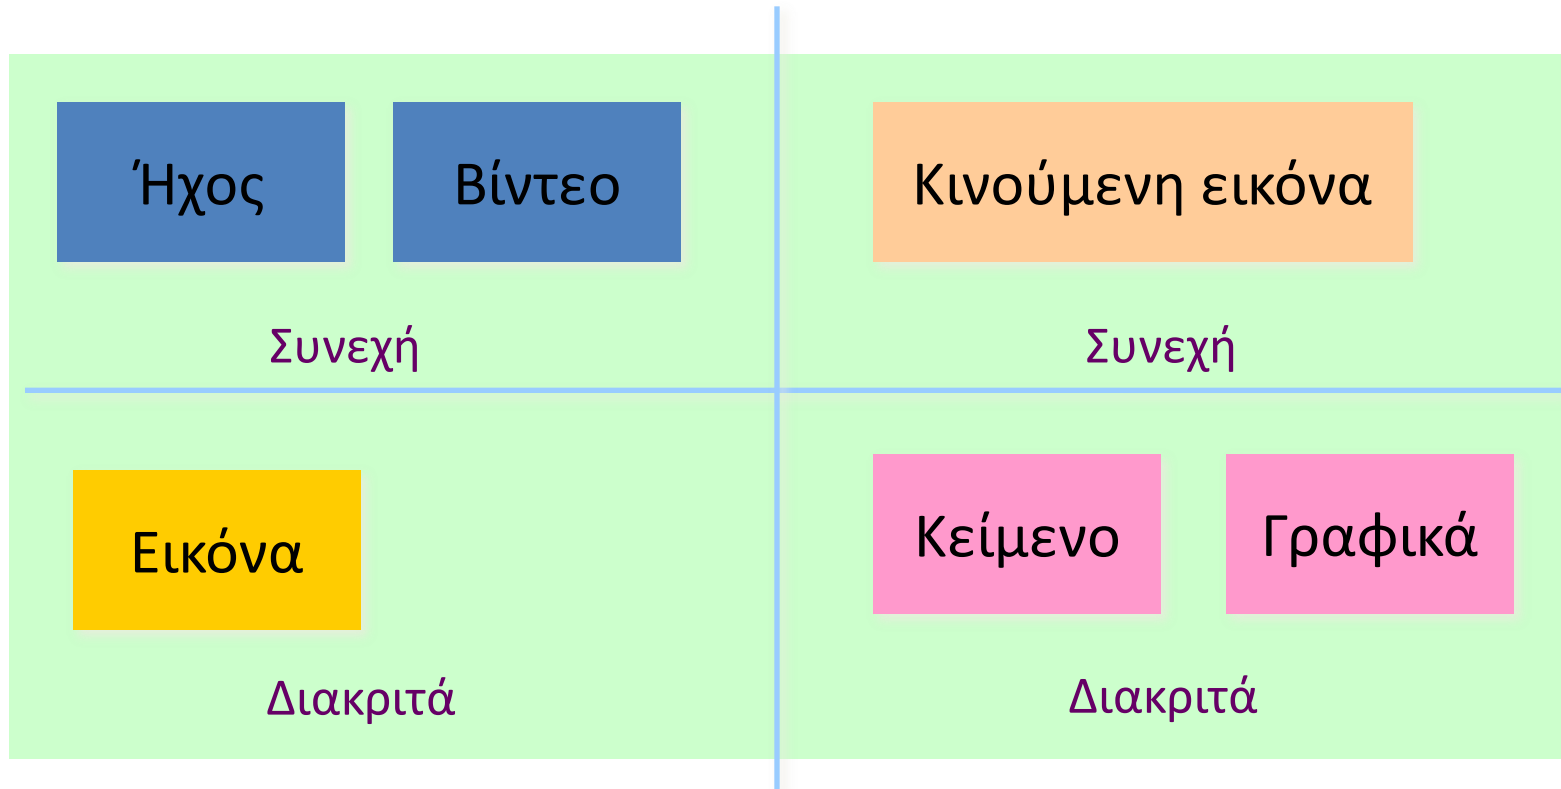 Ήχος
Βίντεο
Κινούμενη εικόνα
Συνεχή
Συνεχή
Εικόνα
Κείμενο
Γραφικά
Διακριτά
Διακριτά